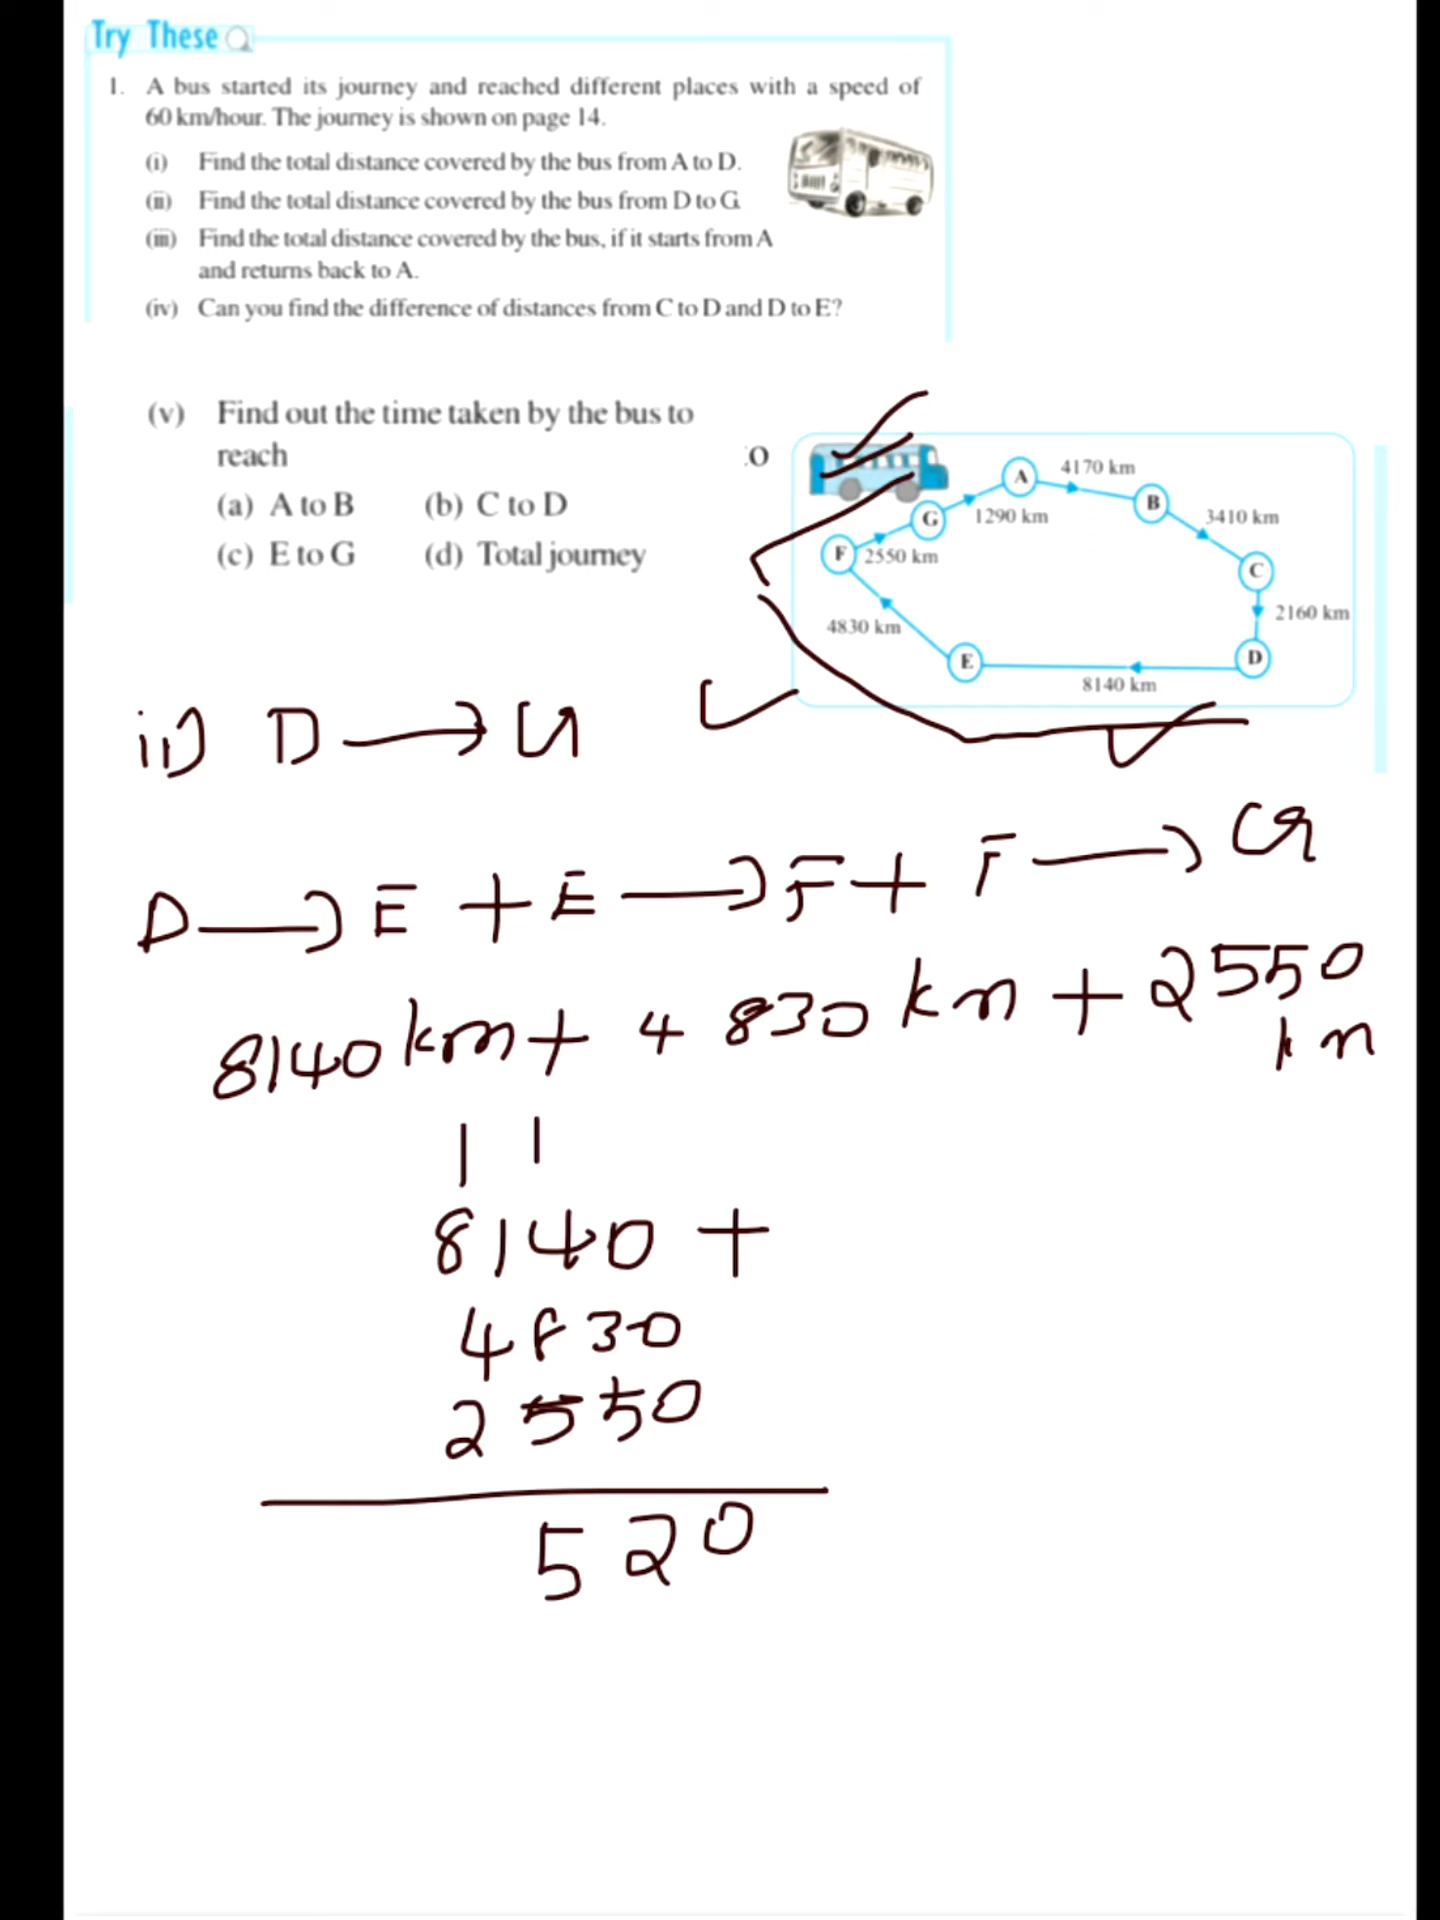 Try These
1. A bus started its journey and reached different places with a speed of
60 km/hour. The journey is shown on page 14.
(i) Find the total distance covered by the bus from A to D.
(ii) Find the total distance covered by the bus from D to G.
(iii) Find the total distance covered by the bus, if it starts from A
and returns back to A.
(iv) Can you find the difference of distances from C to D and D to E?
(v) Find out the time taken by the bus to
reach
(a) A to B (b) C to D
(c) E to G (d) Total journey
O
A 4170 km
B
G 1290 km
3410 km
F 2550 km
C
2160 km
4830 km
E
D
8140 km
ii) D → G
D → E + E → F + F → G
8140 km + 4830 km + 2550
km
1 1
8140 +
4830
2550
520